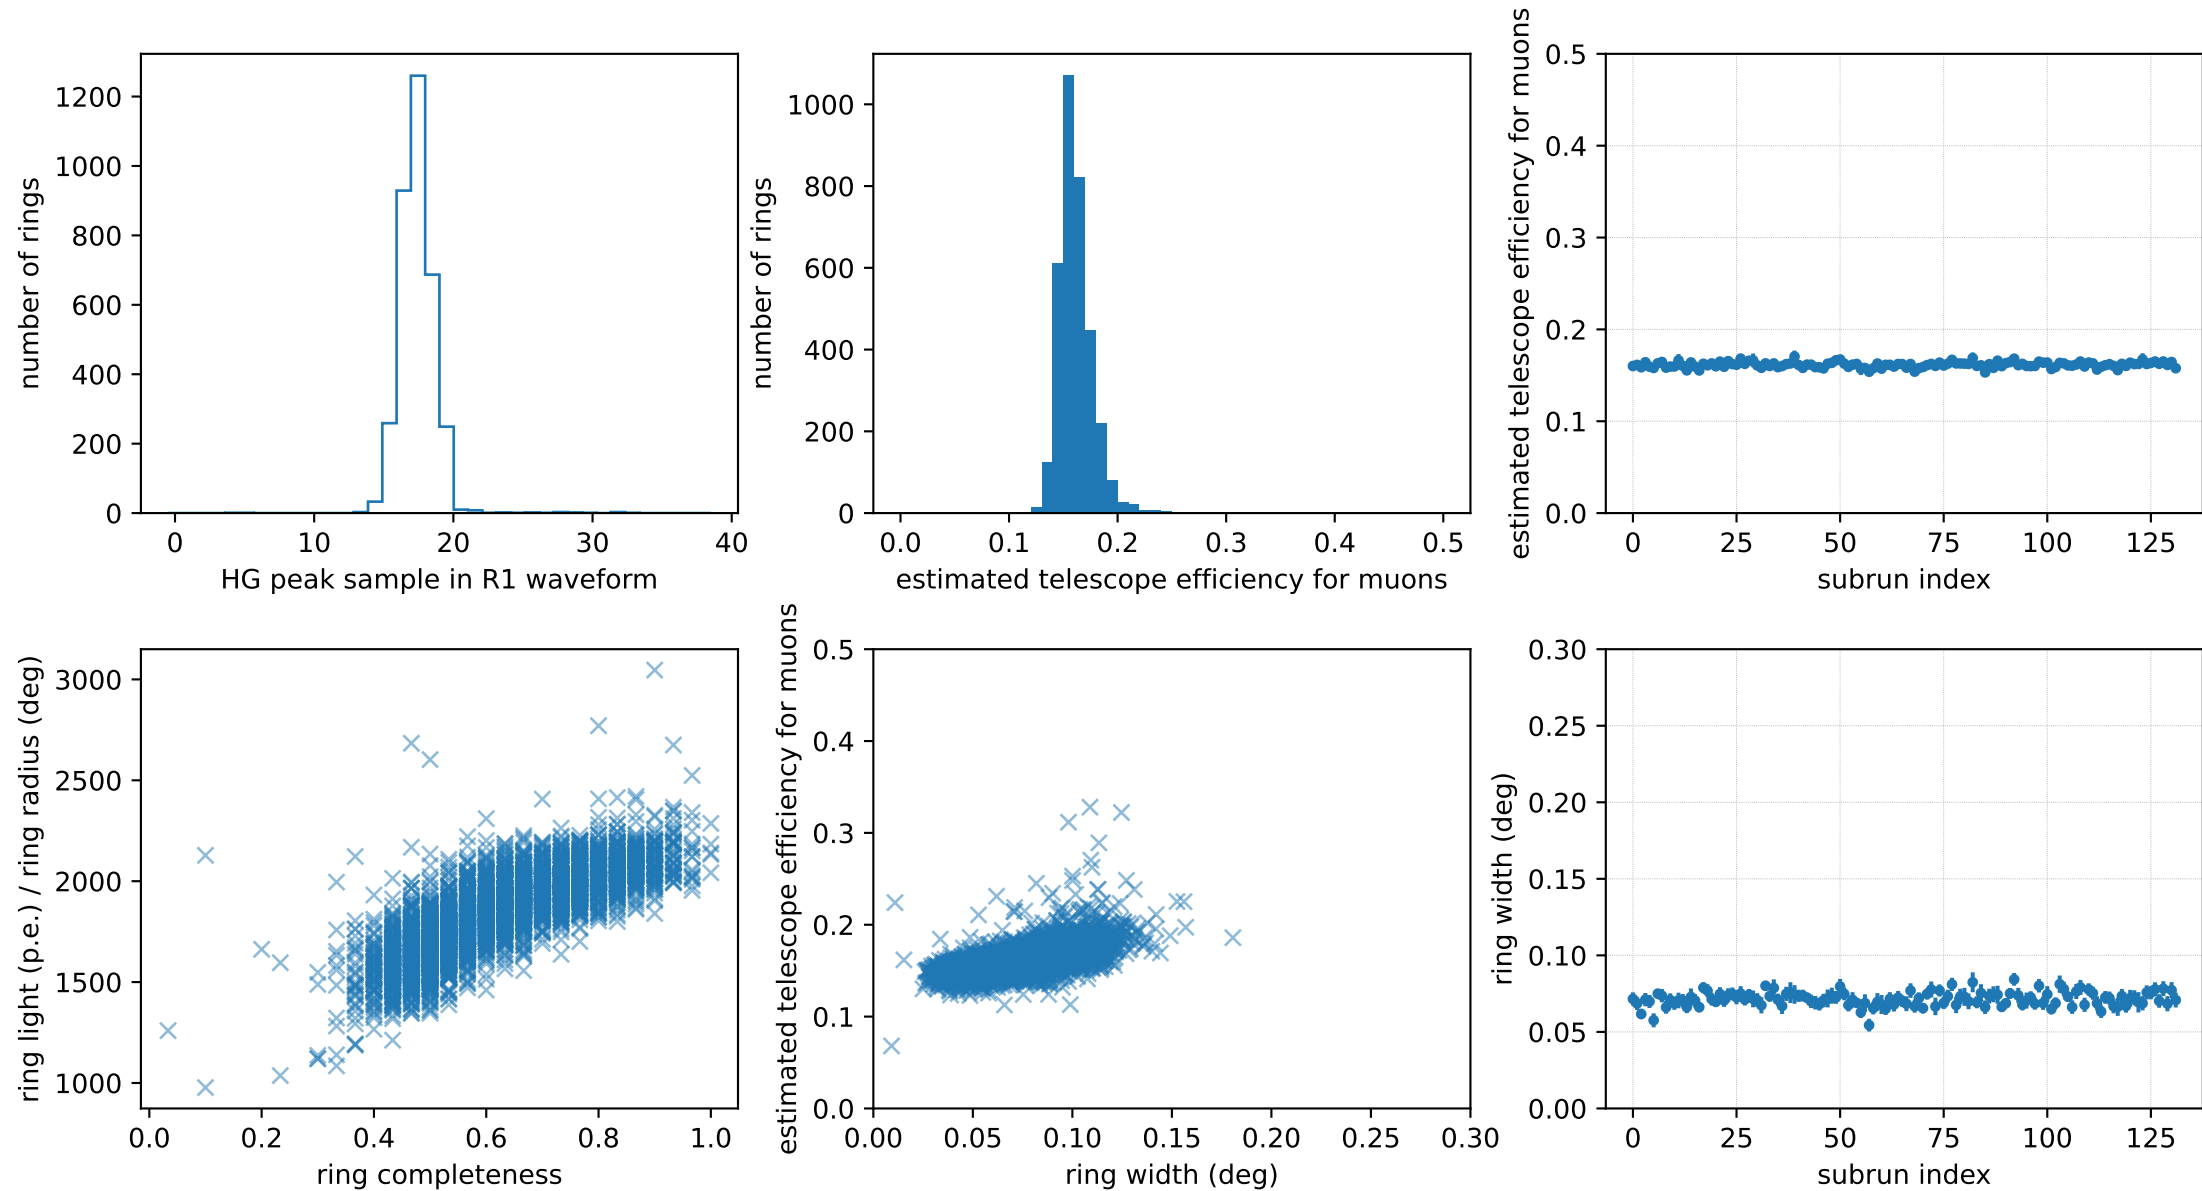 number of rings
1200
1000
800
600
400
200
0
0 10 20 30 40
HG peak sample in R1 waveform
number of rings
1000
800
600
400
200
0
0.0 0.1 0.2 0.3 0.4 0.5
estimated telescope efficiency for muons
estimated telescope efficiency for muons
0.5
0.4
0.3
0.2
0.1
0.0
0 25 50 75 100 125
subrun index
ring light (p.e.) / ring radius (deg)
3000
2500
2000
1500
1000
0.0 0.2 0.4 0.6 0.8 1.0
ring completeness
estimated telescope efficiency for muons
0.5
0.4
0.3
0.2
0.1
0.0
0.00 0.05 0.10 0.15 0.20 0.25 0.30
ring width (deg)
ring width (deg)
0.30
0.25
0.20
0.15
0.10
0.05
0.00
0 25 50 75 100 125
subrun index